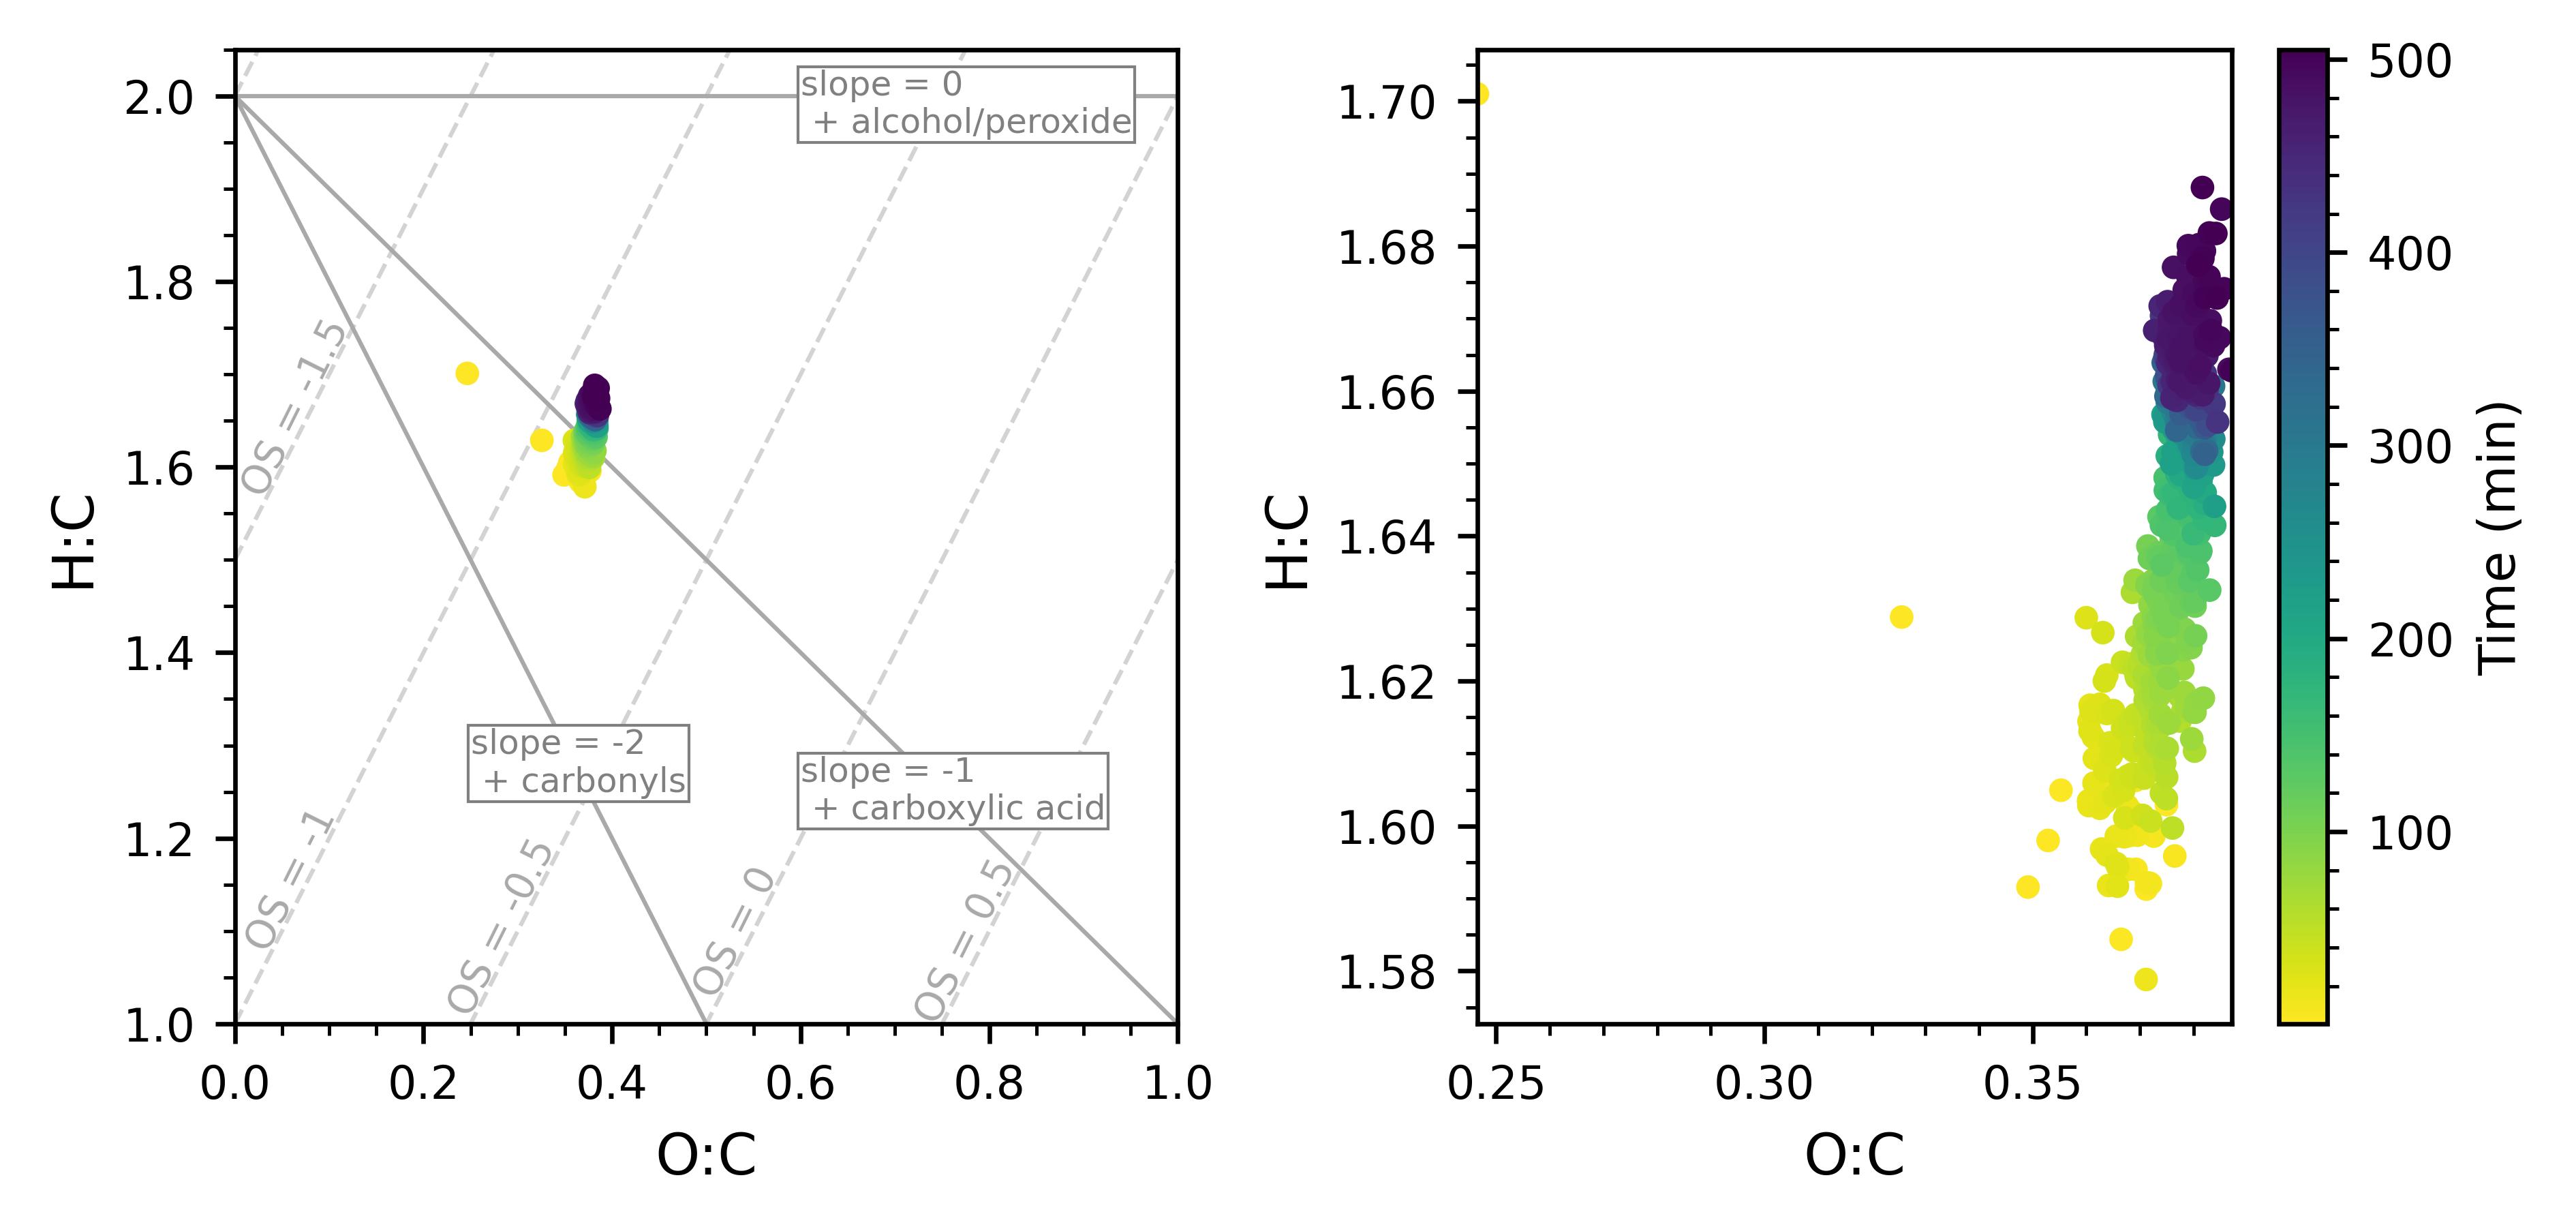 2.0
1.8
1.6
1.4
1.2
1.0
H:C
0.0 0.2 0.4 0.6 0.8 1.0
O:C
slope = 0
+ alcohol/peroxide
slope = -2
+ carbonyls
slope = -1
+ carboxylic acid
OS = -1.5
OS = -1
OS = -0.5
OS = 0
OS = 0.5
1.70
1.68
1.66
1.64
1.62
1.60
1.58
H:C
0.25 0.30 0.35
O:C
500
400
300
200
100
Time (min)